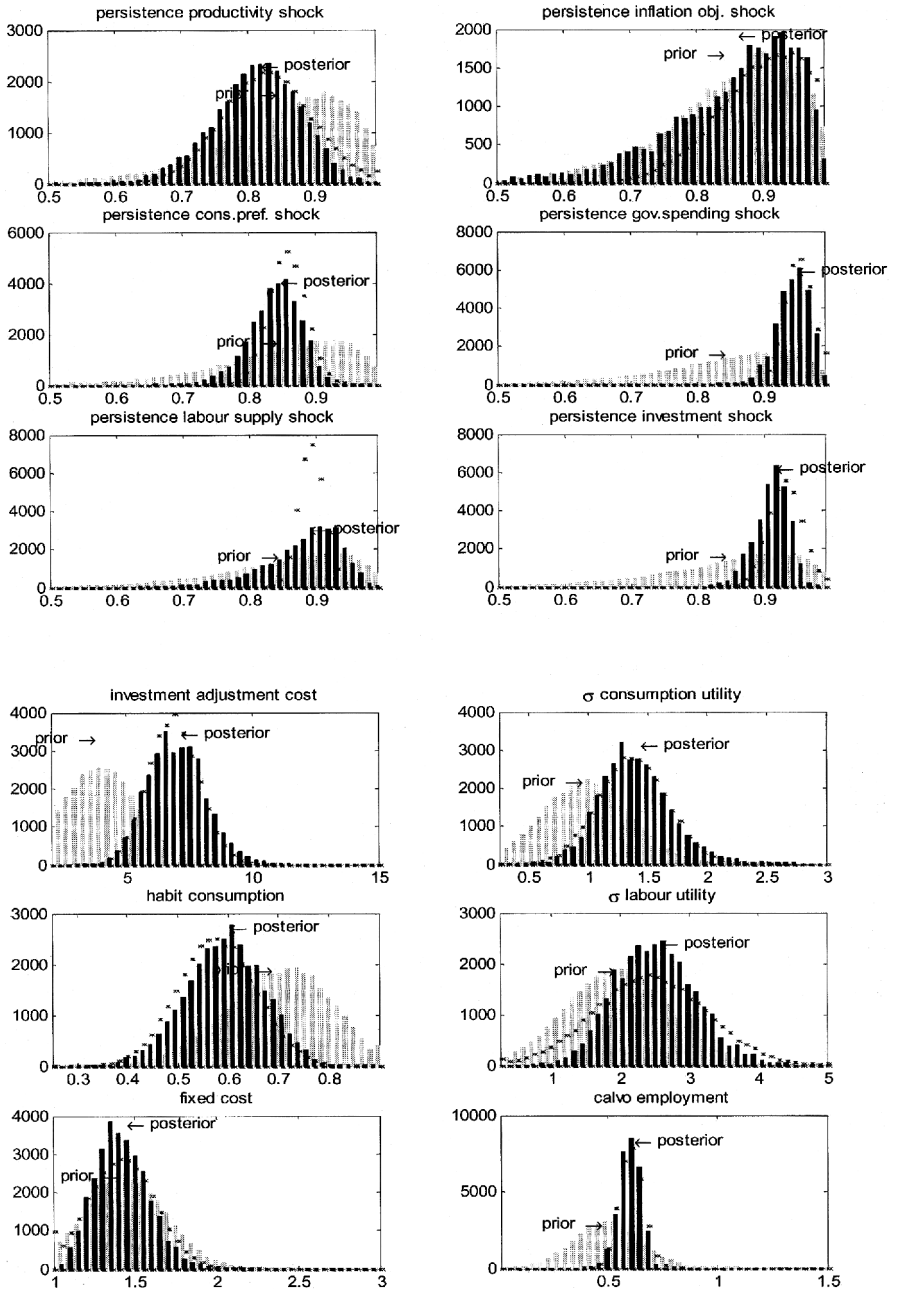 persistence productivity shock
3000
2000
1000
0
0.5 0.6 0.7 0.8 0.9
prior
posterior
persistence inflation obj. shock
2000
1500
1000
500
0
0.5 0.6 0.7 0.8 0.9
prior
posterior
persistence cons.pref. shock
6000
4000
2000
0
0.5 0.6 0.7 0.8 0.9
prior
posterior
persistence gov.spending shock
8000
6000
4000
2000
0
0.5 0.6 0.7 0.8 0.9
prior
posterior
persistence labour supply shock
8000
6000
4000
2000
0
0.5 0.6 0.7 0.8 0.9
prior
posterior
persistence investment shock
8000
6000
4000
2000
0
0.5 0.6 0.7 0.8 0.9
prior
posterior
investment adjustment cost
4000
3000
2000
1000
0
5 10 15
prior
posterior
σ consumption utility
4000
3000
2000
1000
0
0.5 1 1.5 2 2.5 3
prior
posterior
habit consumption
3000
2000
1000
0
0.3 0.4 0.5 0.6 0.7 0.8
prior
posterior
σ labour utility
3000
2000
1000
0
1 2 3 4 5
prior
posterior
fixed cost
4000
3000
2000
1000
0
1 1.5 2 2.5 3
prior
posterior
calvo employment
10000
5000
0
0.5 1 1.5
prior
posterior